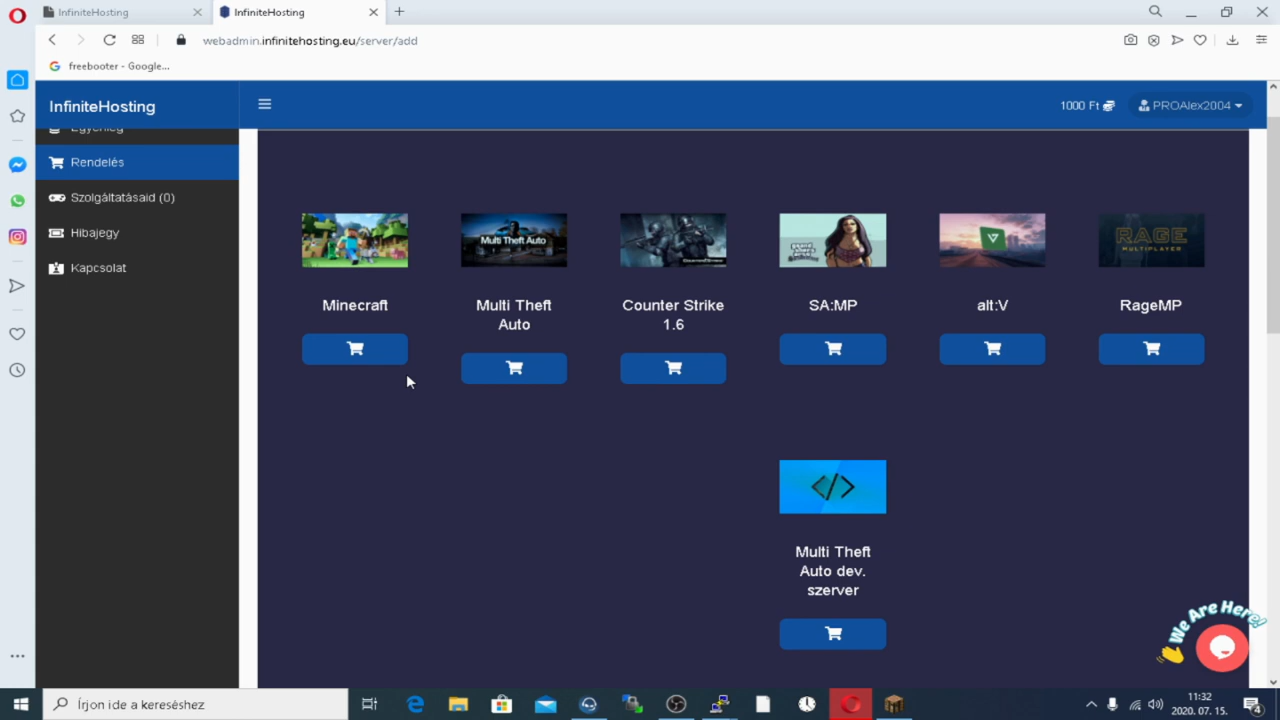 InfiniteHosting
InfiniteHosting
webadmin.infinitehosting.eu/server/add
freebooter - Google...
InfiniteHosting
1000 Ft
PROAlex2004
Egyenleg
Rendelés
Szolgáltatásaid (0)
Hibajegy
Kapcsolat
Multi Theft Auto
RAGE
MULTIPLAYER
Minecraft
Multi Theft
Auto
Counter Strike
1.6
SA:MP
alt:V
RageMP
Multi Theft
Auto dev.
szerver
We Are Here!
Írjon ide a kereséshez
11:32
2020. 07. 15.
4